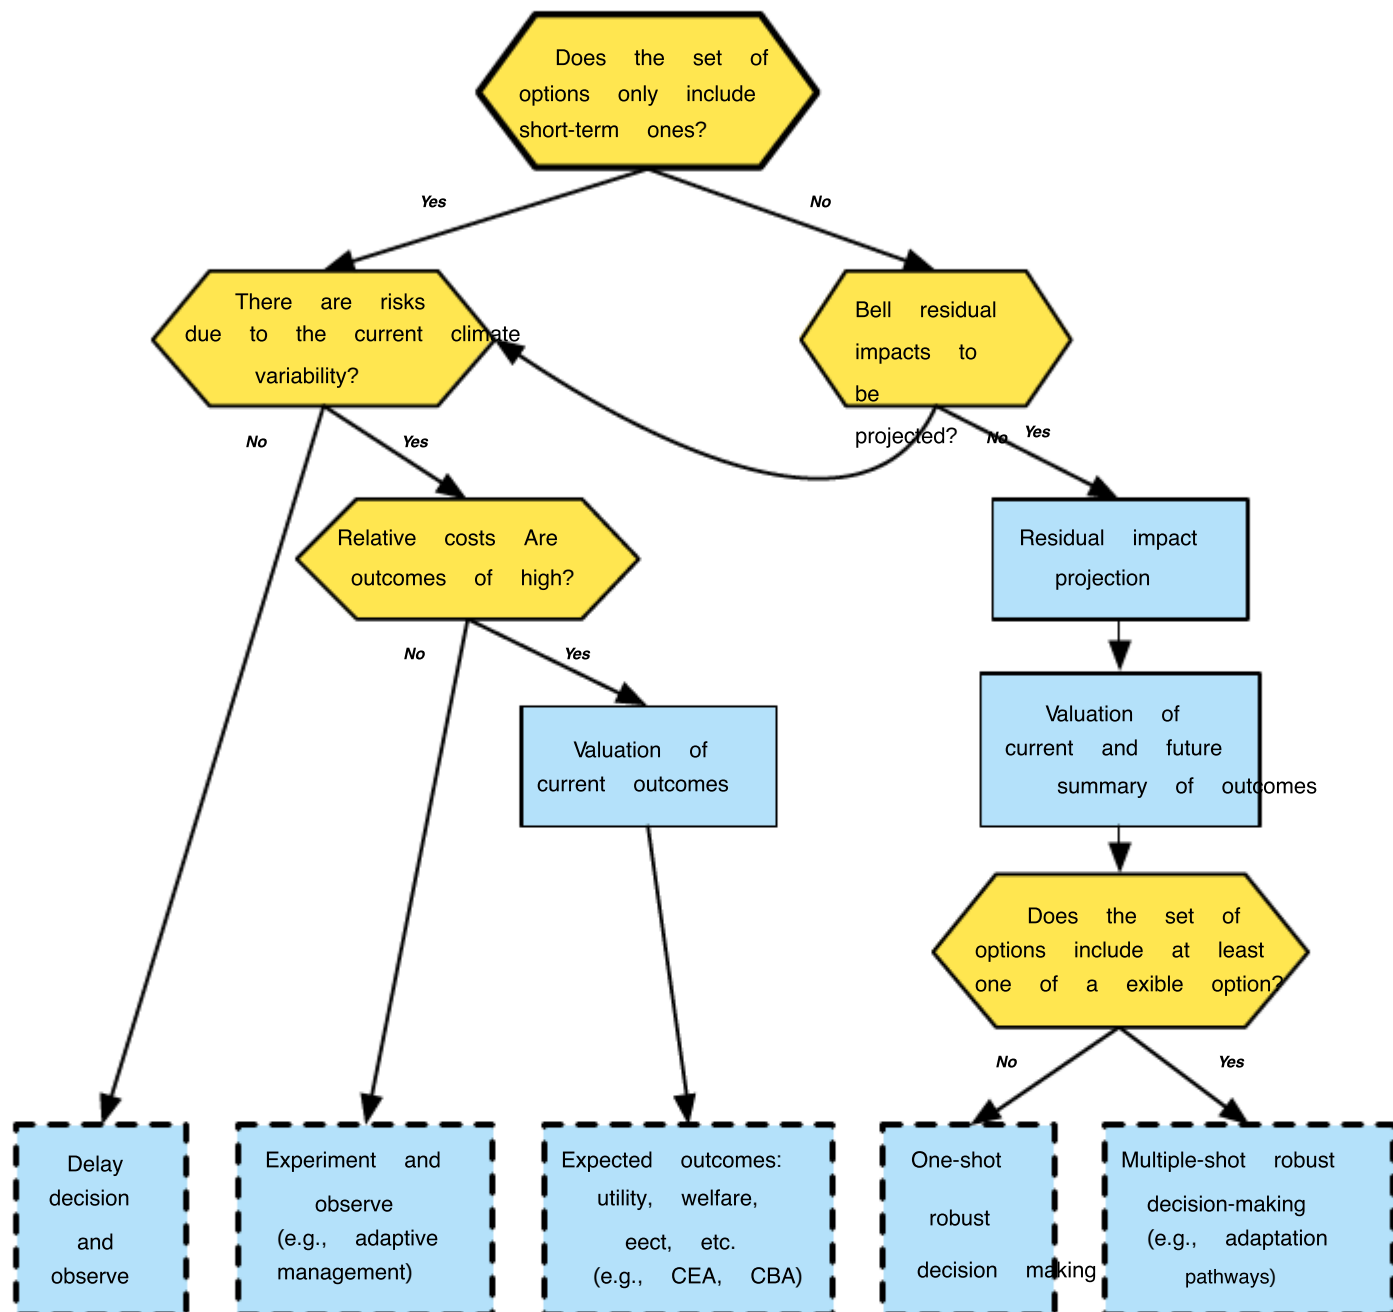 Does the set of
options only include
short-term ones?
Yes
No
There are risks
due to the current climate
variability?
Bell residual
impacts to
be
projected?
No
Yes
No
Yes
Relative costs Are
outcomes of high?
Residual impact
projection
No
Yes
Valuation of
current outcomes
Valuation of
current and future
summary of outcomes
Does the set of
options include at least
one of a exible option?
No
Yes
Delay
decision
and
observe
Experiment and
observe
(e.g., adaptive
management)
Expected outcomes:
utility, welfare,
eect, etc.
(e.g., CEA, CBA)
One-shot
robust
decision making
Multiple-shot robust
decision-making
(e.g., adaptation
pathways)